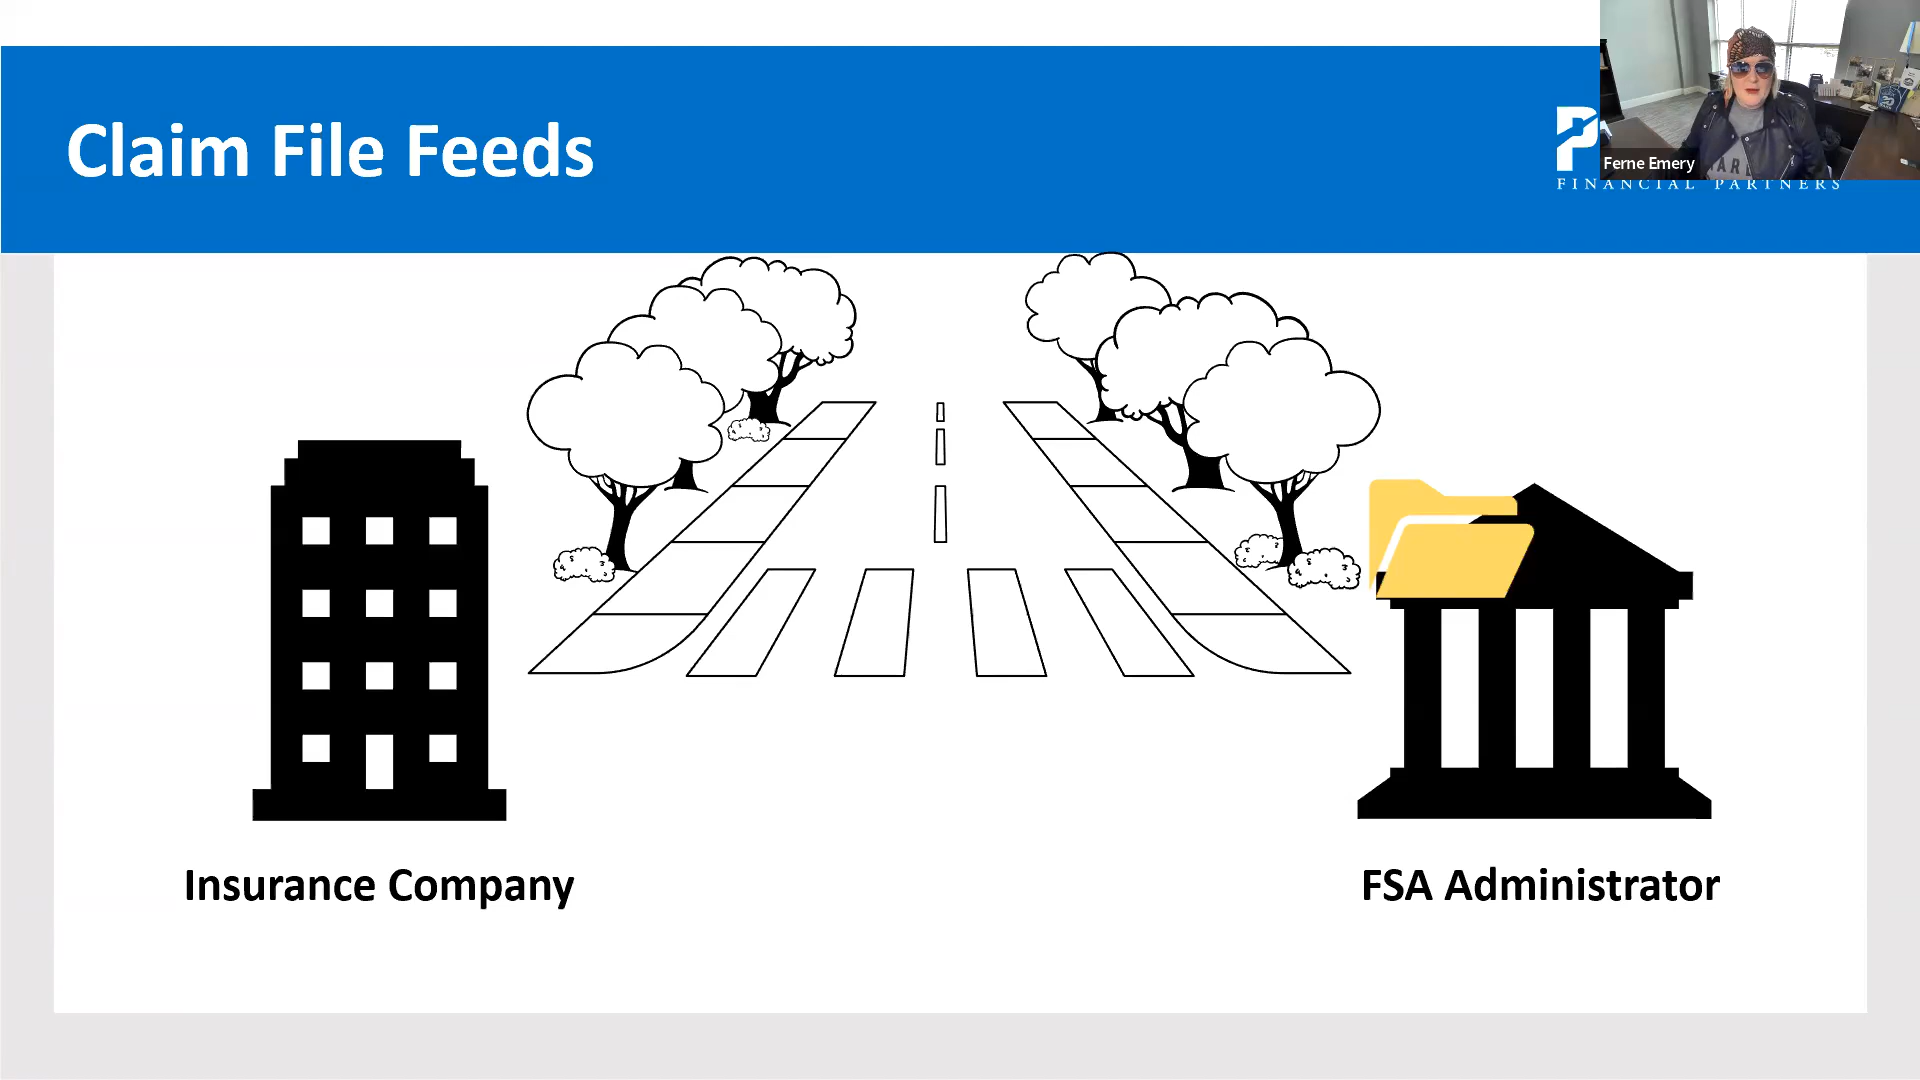 Claim File Feeds
P
FINANCIAL PARTNERS
Ferne Emery
Insurance Company
FSA Administrator